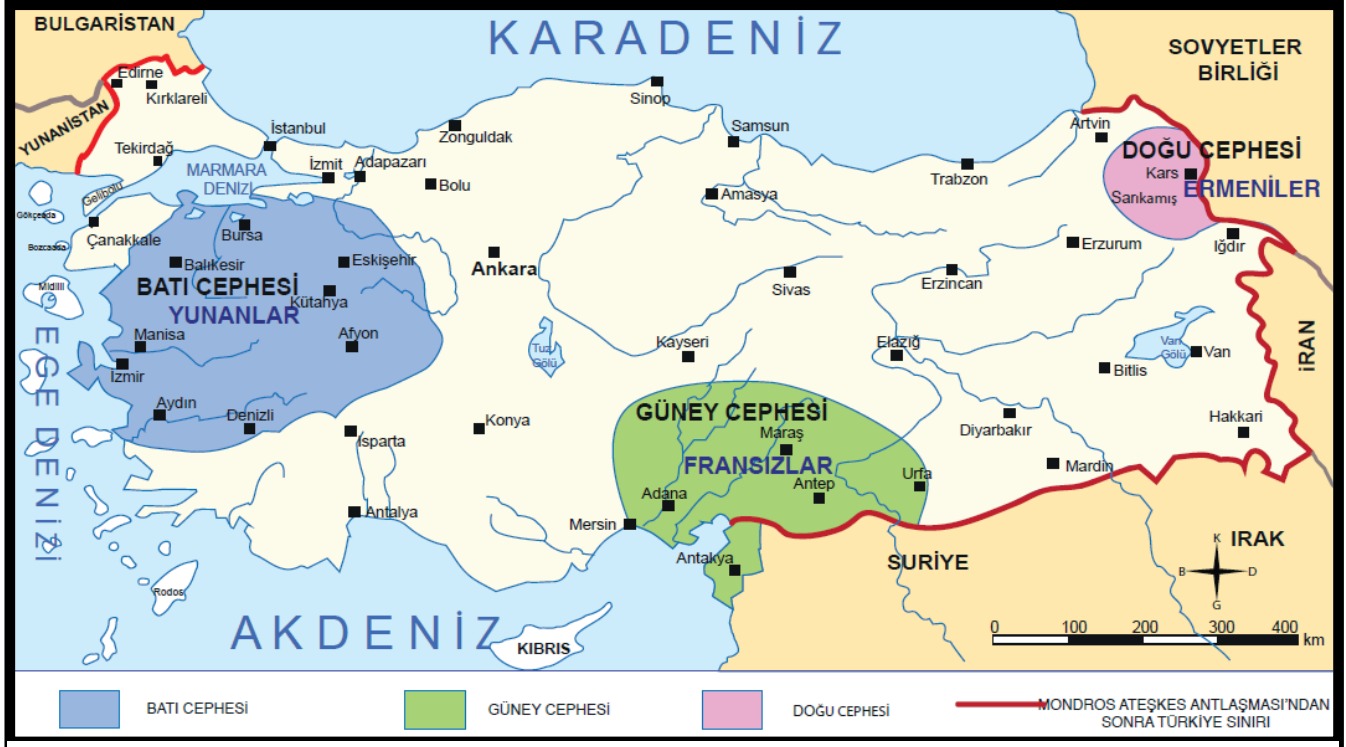 BULGARİSTAN
KARADENİZ
SOVYETLER
BİRLİĞİ
Edirne
Kırklareli
YUNANİSTAN
Sinop
Zonguldak
Samsun
Artvin
İstanbul
Tekirdağ
MARMARA
DENİZİ
İzmit
Adapazarı
Bolu
DOĞU CEPHESİ
Kars
ERMENİLER
Sarıkamış
Trabzon
Amasya
Gelibolu
Gökçeada
Bozcaada
Çanakkale
Bursa
Ankara
Erzurum
Iğdır
Balıkesir
Eskişehir
BATI CEPHESİ
Kütahya
YUNANLAR
Midilli
Sivas
Erzincan
Manisa
Afyon
İzmir
Tuz
Gölü
Kayseri
Elazığ
Van
Gölü
Van
Bitlis
İRAN
EGE DENİZİ
Aydın
Denizli
Isparta
Konya
GÜNEY CEPHESİ
Maraş
FRANSIZLAR
Diyarbakır
Hakkari
Mardin
Urfa
Antep
Adana
Mersin
Antalya
Antakya
SURİYE
IRAK
K
B
D
G
Rodos
AKDENİZ
KIBRIS
0 100 200 300 400 km
BATI CEPHESİ
GÜNEY CEPHESİ
DOĞU CEPHESİ
MONDROS ATEŞKES ANTLAŞMASI'NDAN
SONRA TÜRKİYE SINIRI